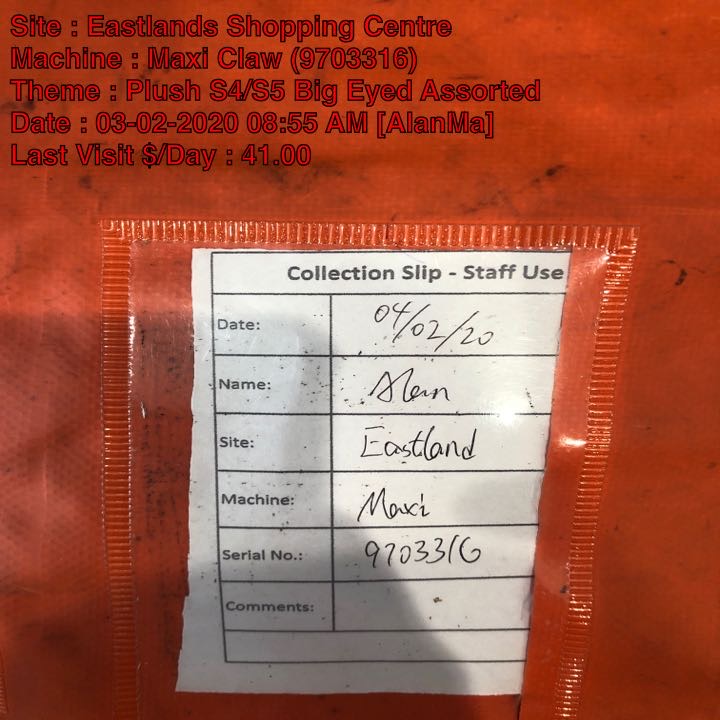 Site : Eastlands Shopping Centre
Machine : Maxi Claw (9703316)
Theme : Plush S4/S5 Big Eyed Assorted
Date : 03-02-2020 08:55 AM [AlanMa]
Last Visit $/Day : 41.00
Collection Slip - Staff Use
Date: 04/02/20
Name: Alan
Site: Eastland
Machine: Maxi
Serial No.: 9703316
Comments: